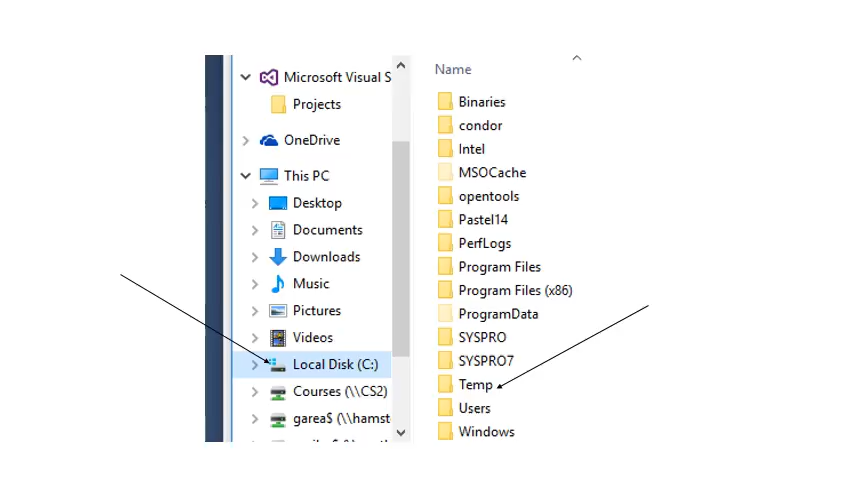 Microsoft Visual S
Projects
OneDrive
This PC
Desktop
Documents
Downloads
Music
Pictures
Videos
Local Disk (C:)
Courses (\\CS2)
garea$ (\\hamst
Name
Binaries
condor
Intel
MSOCache
opentools
Pastel14
PerfLogs
Program Files
Program Files (x86)
ProgramData
SYSPRO
SYSPRO7
Temp
Users
Windows